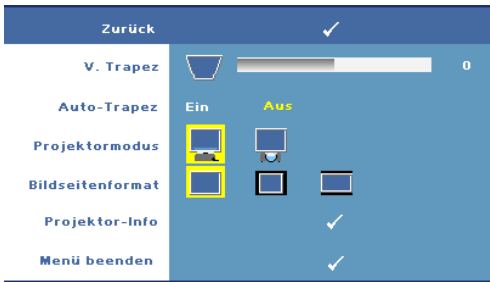 Zurück
V. Trapez 0
Auto-Trapez Ein Aus
Projektormodus
Bildseitenformat
Projektor-Info
Menü beenden